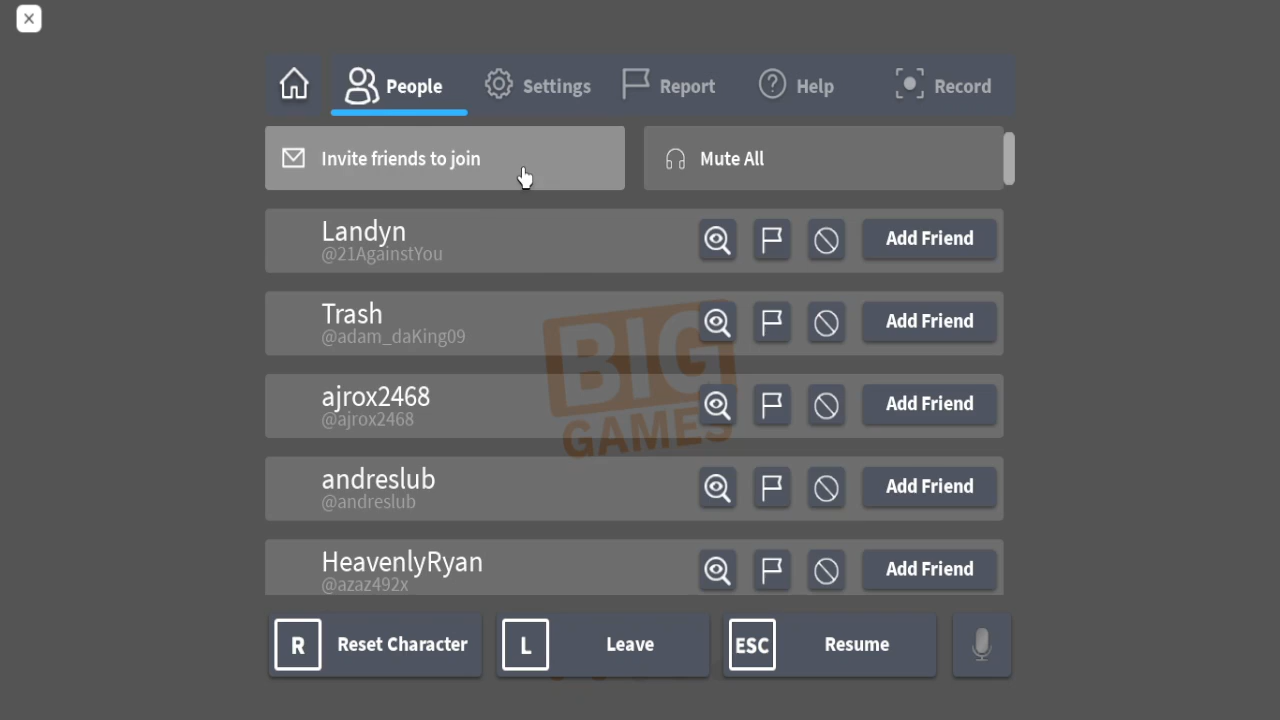 People
Settings
Report
Help
Record
Invite friends to join
Mute All
Landyn
@21AgainstYou
Add Friend
Trash
@adam_daKing09
Add Friend
ajrox2468
@ajrox2468
Add Friend
andreslub
@andreslub
Add Friend
HeavenlyRyan
@azaz492x
Add Friend
BIG
GAMES
R Reset Character
L Leave
ESC Resume